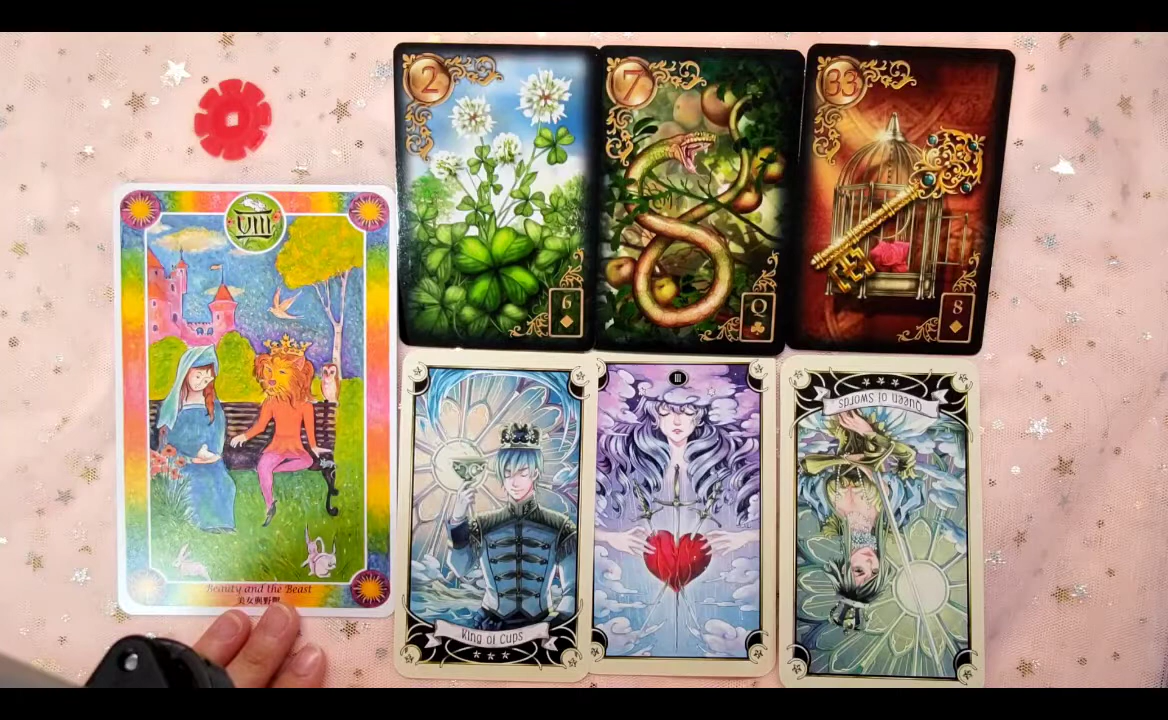 2
6
7
Q
33
8
VIII
Beauty and the Beast
美女與野獸
King of Cups
III
Queen of Swords